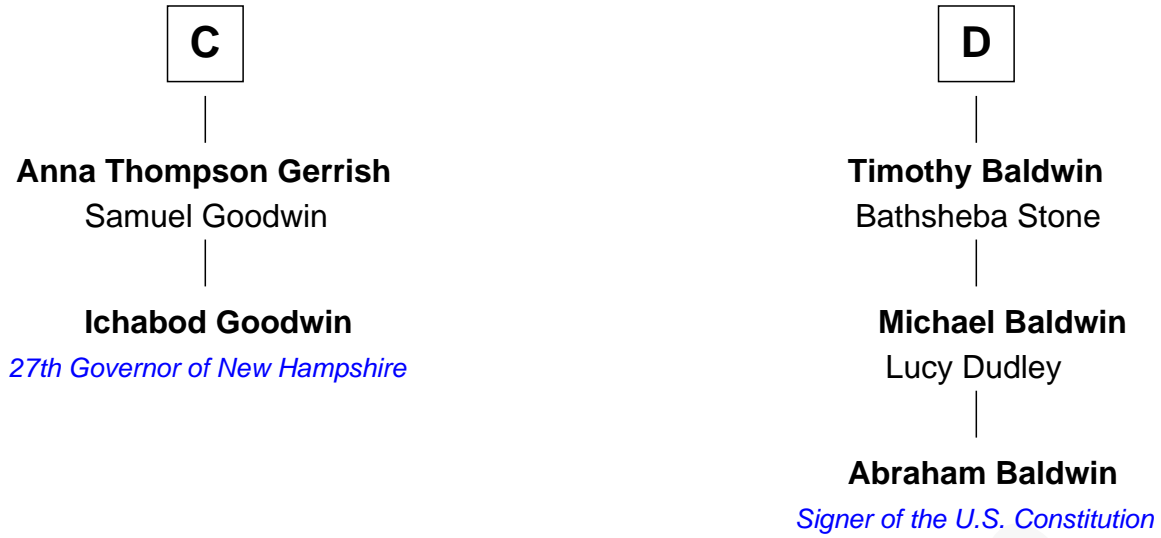 C
Anna Thompson Gerrish
Samuel Goodwin
Ichabod Goodwin
27th Governor of New Hampshire
D
Timothy Baldwin
Bathsheba Stone
Michael Baldwin
Lucy Dudley
Abraham Baldwin
Signer of the U.S. Constitution